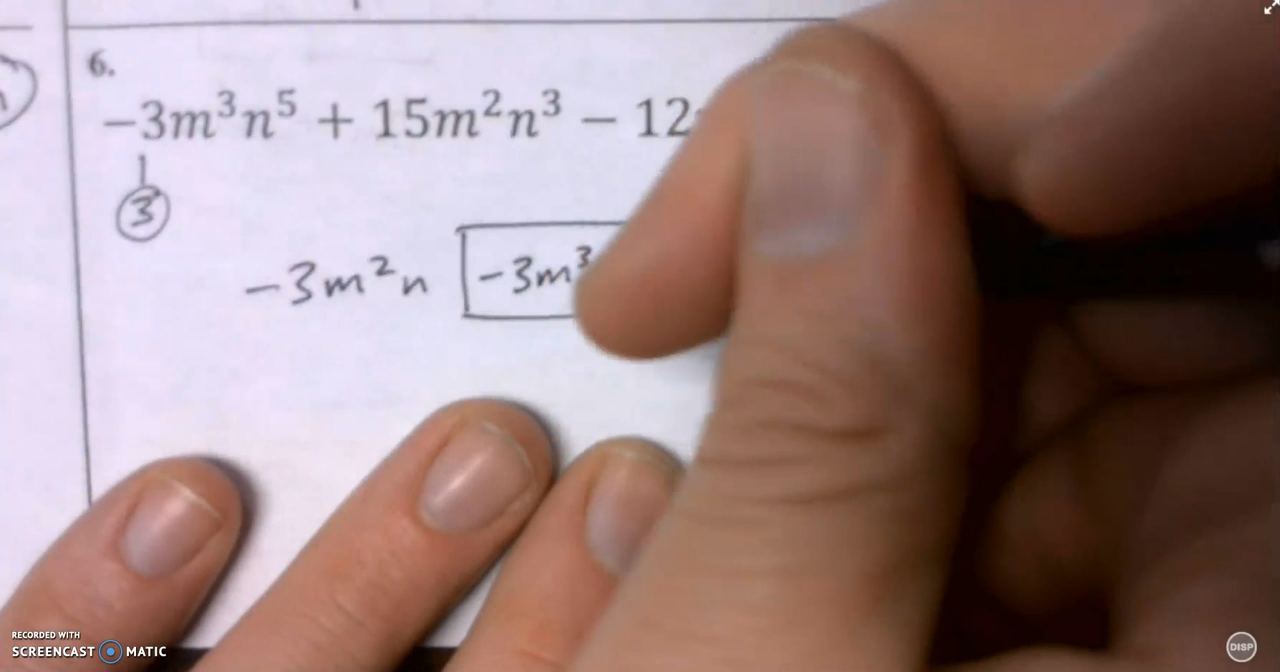 6.
−3m³n⁵ + 15m²n³ − 12
3
−3m²n −3m³
RECORDED WITH
SCREENCAST MATIC
DISP